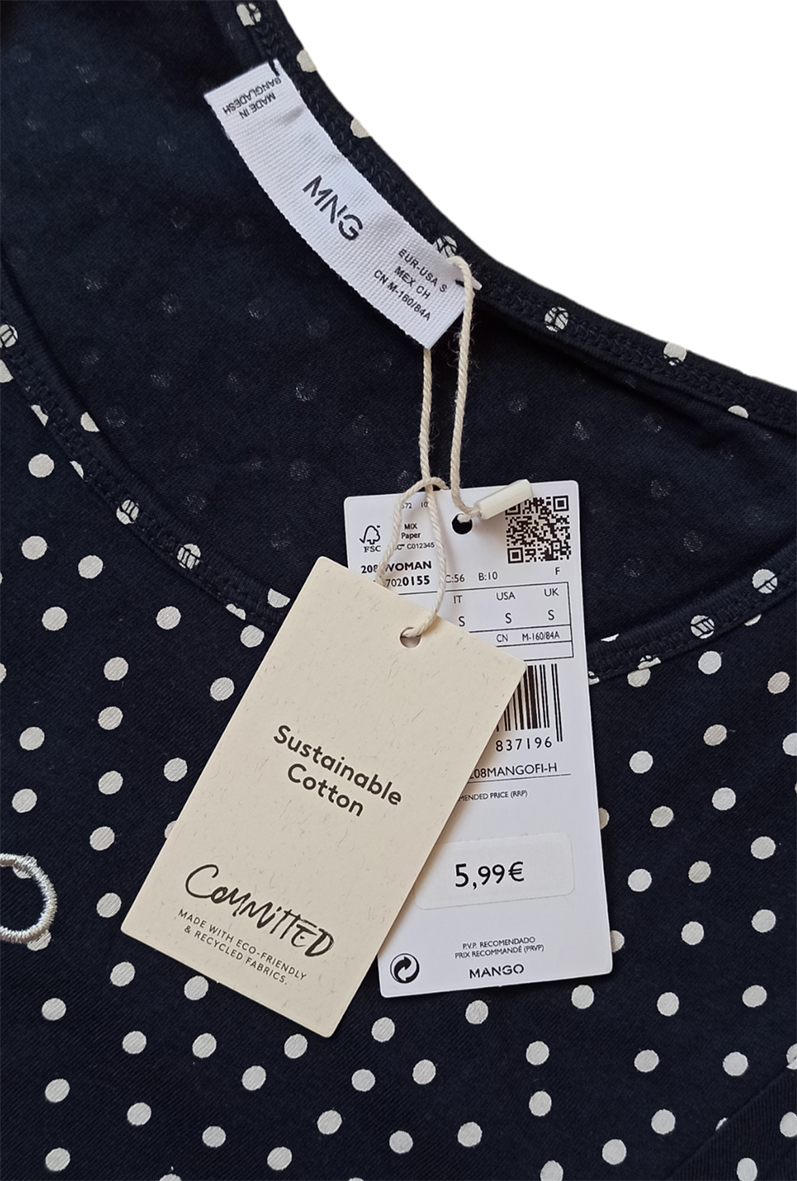 MADE IN
BANGLADESH
MNG
EUR-USA S
MEX CH
CN M-160/84A
MIX
Paper
FSC C012345
WOMAN
7020155 C:56 B:10 F
IT USA UK
S S S
CN M-160/84A
837196
08MANGOFI-H
MENDED PRICE (RRP)
5,99€
P.V.P. RECOMENDADO
PRIX RECOMMANDÉ (PRVP)
MANGO
Sustainable
Cotton
COMMITTED
MADE WITH ECO-FRIENDLY
& RECYCLED FABRICS.